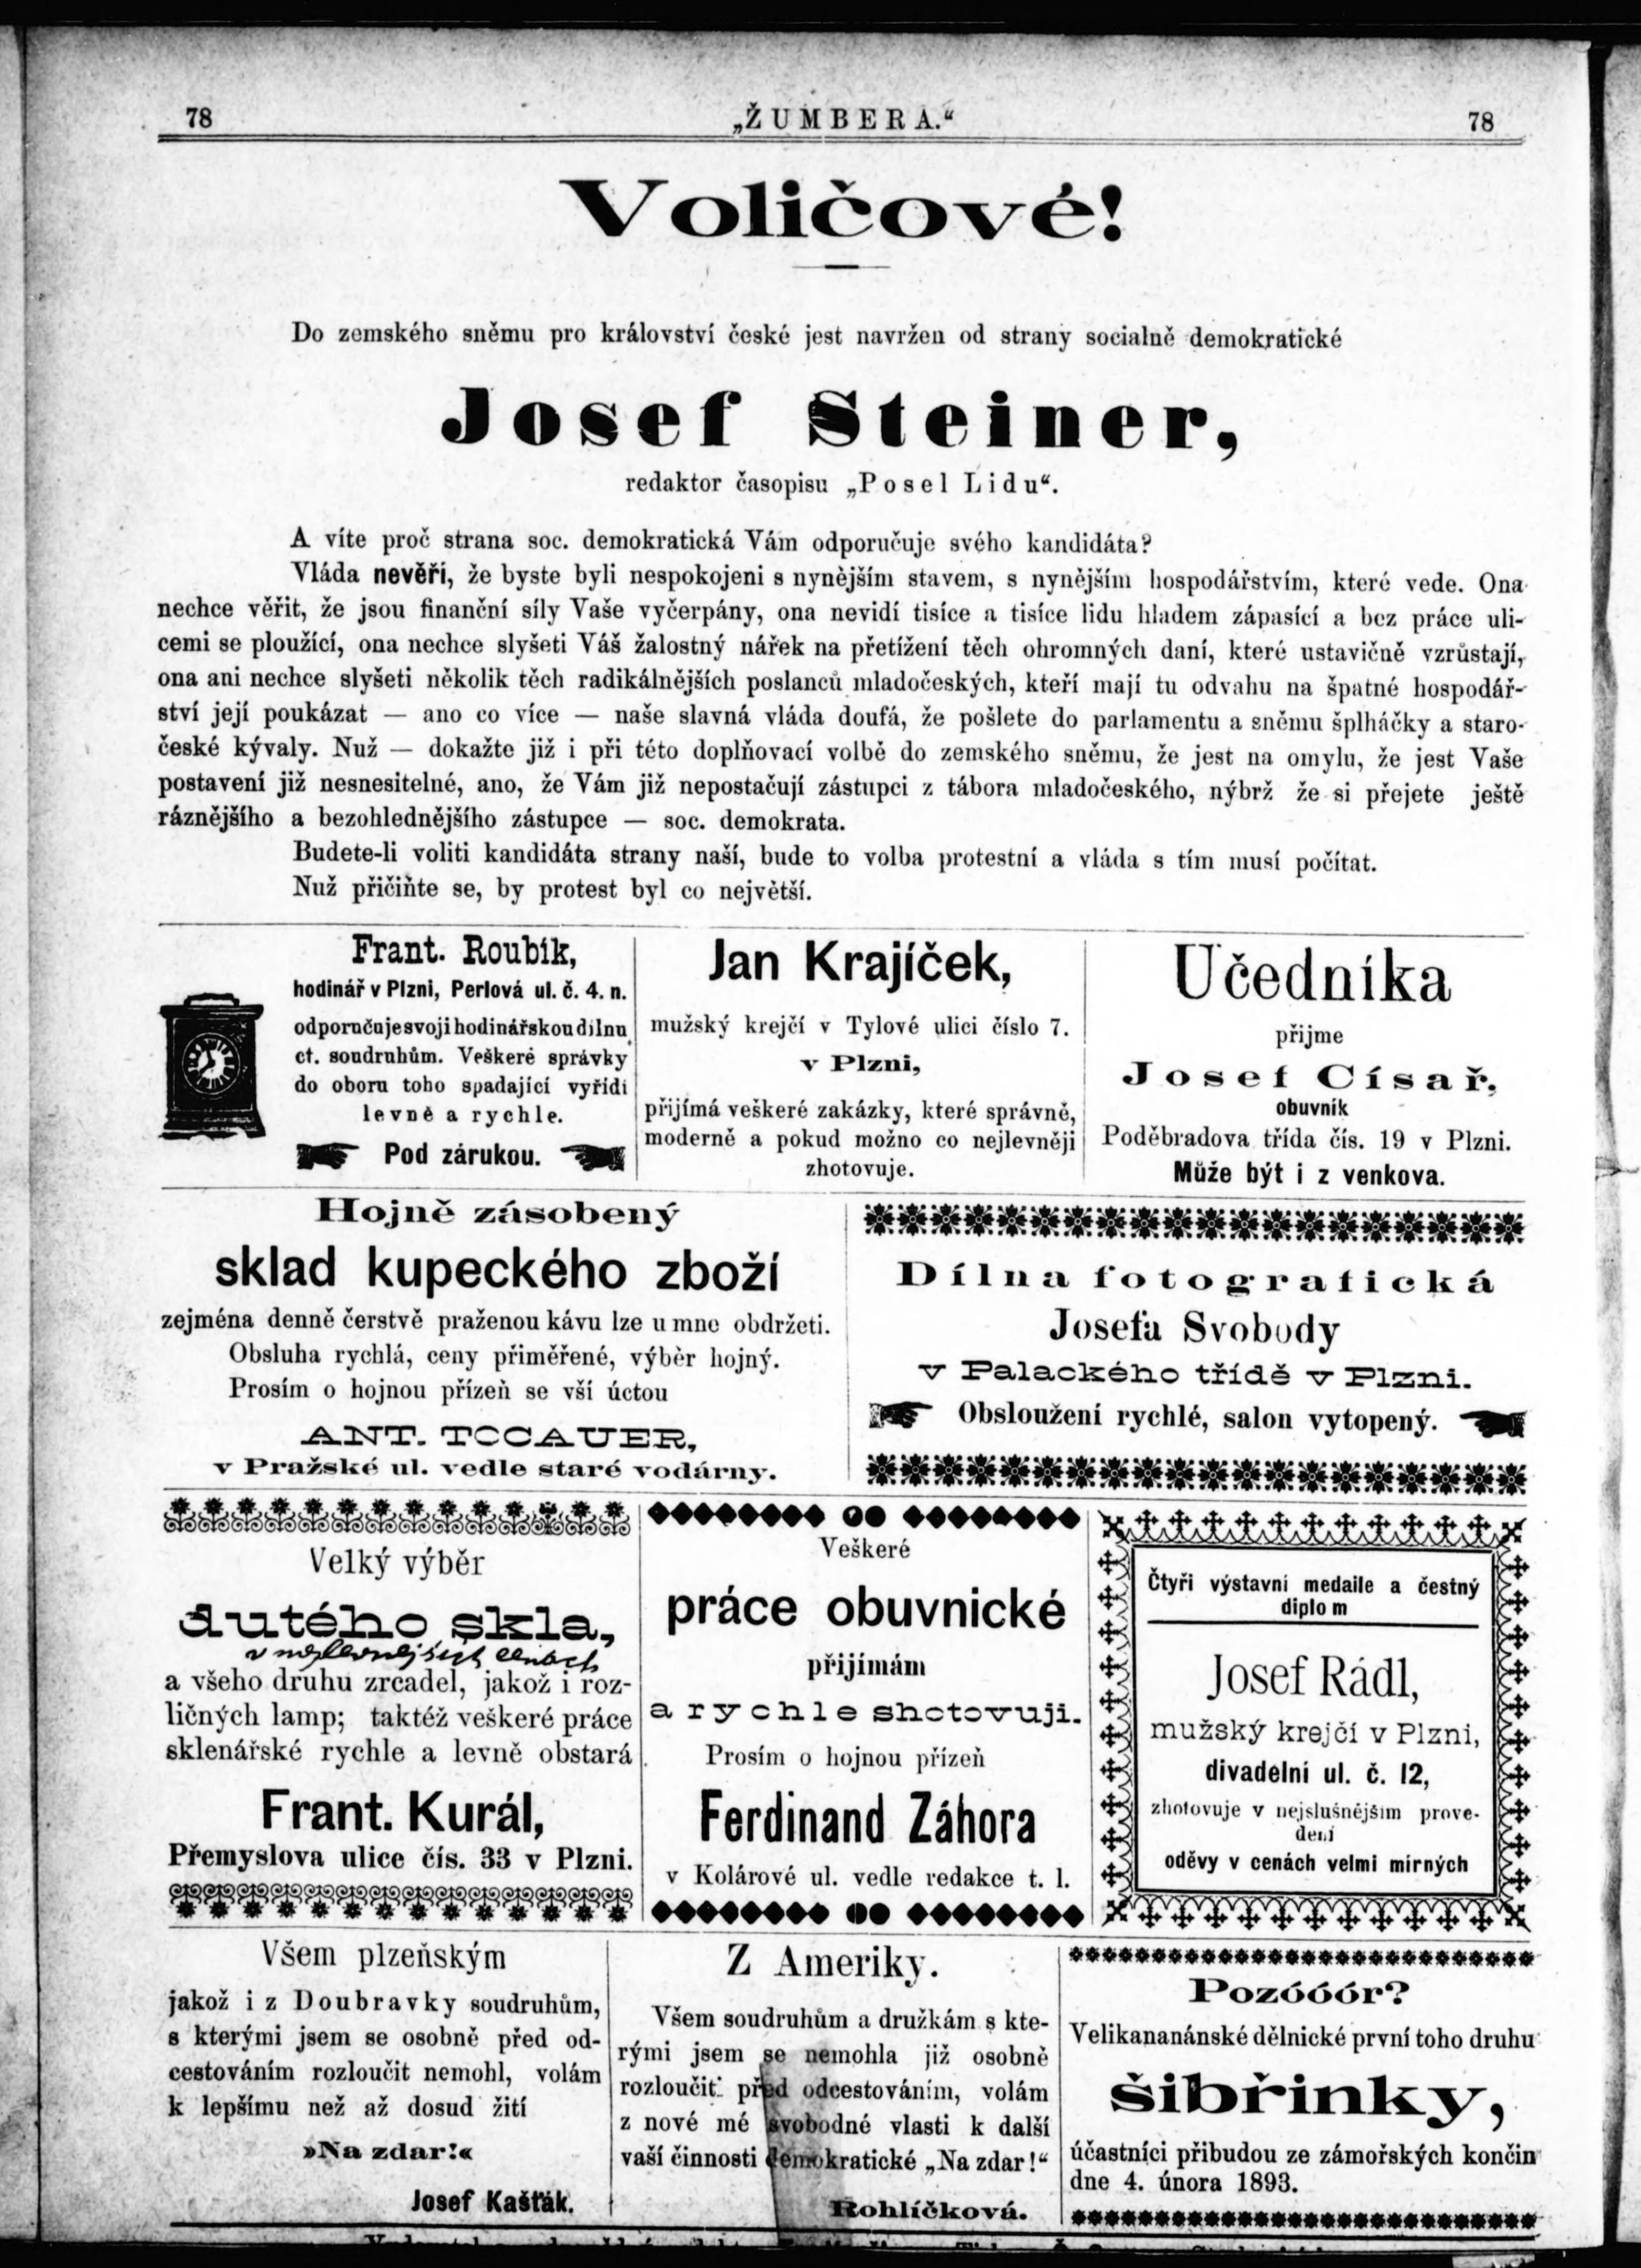 78
„ŽUMBERA.“
78
Voličové!
Do zemského sněmu pro království české jest navržen od strany socialně demokratické
Josef Steiner,
redaktor časopisu „Posel Lidu“.
A víte proč strana soc. demokratická Vám odporučuje svého kandidáta?
Vláda nevěří, že byste byli nespokojeni s nynějším stavem, s nynějším hospodářstvím, které vede. Ona
nechce věřit, že jsou finanční síly Vaše vyčerpány, ona nevidí tisíce a tisíce lidu hladem zápasící a bez práce uli-
cemi se ploužící, ona nechce slyšeti Váš žalostný nářek na přetížení těch ohromných daní, které ustavičně vzrůstají,
ona ani nechce slyšeti několik těch radikálnějších poslanců mladočeských, kteří mají tu odvahu na špatné hospodář-
ství její poukázat — ano co více — naše slavná vláda doufá, že pošlete do parlamentu a sněmu šplháčky a staro-
české kývaly. Nuž — dokažte již i při této doplňovací volbě do zemského sněmu, že jest na omylu, že jest Vaše
postavení již nesnesitelné, ano, že Vám již nepostačují zástupci z tábora mladočeského, nýbrž že si přejete ještě
ráznějšího a bezohlednějšího zástupce — soc. demokrata.
Budete-li voliti kandidáta strany naší, bude to volba protestní a vláda s tím musí počítat.
Nuž přičiňte se, by protest byl co největší.
Frant. Roubík,
hodinář v Plzni, Perlová ul. č. 4. n.
odporučuje svoji hodinářskou dílnu
ct. soudruhům. Veškeré správky
do oboru toho spadající vyřídí
levně a rychle.
Pod zárukou.
Jan Krajíček,
mužský krejčí v Tylové ulici číslo 7.
v Plzni,
přijímá veškeré zakázky, které správně,
moderně a pokud možno co nejlevněji
zhotovuje.
Učedníka
přijme
Josef Císař,
obuvník
Poděbradova třída čís. 19 v Plzni.
Může být i z venkova.
Hojně zásobený
sklad kupeckého zboží
zejména denně čerstvě praženou kávu lze u mne obdržeti.
Obsluha rychlá, ceny přiměřené, výběr hojný.
Prosím o hojnou přízeň se vší úctou
ANT. TCCAUER,
v Pražské ul. vedle staré vodárny.
Dílna fotografická
Josefa Svobody
v Palackého třídě v Plzni.
Obsloužení rychlé, salon vytopený.
Velký výběr
dutého skla,
v nejlevnejších cenách
a všeho druhu zrcadel, jakož i roz-
ličných lamp; taktéž veškeré práce
sklenářské rychle a levně obstará
Frant. Kurál,
Přemyslova ulice čís. 33 v Plzni.
Veškeré
práce obuvnické
přijímám
a rychle shotovuji.
Prosím o hojnou přízeň
Ferdinand Záhora
v Kolárové ul. vedle redakce t. l.
Čtyři výstavní medaile a čestný
diplom
Josef Rádl,
mužský krejčí v Plzni,
divadelní ul. č. 12,
zhotovuje v nejslušnějším prove-
dení
oděvy v cenách velmi mírných
Všem plzeňským
jakož i z Doubravky soudruhům,
s kterými jsem se osobně před od-
cestováním rozloučit nemohl, volám
k lepšímu než až dosud žití
»Na zdar!«
Josef Kašťák.
Z Ameriky.
Všem soudruhům a družkám s kte-
rými jsem se nemohla již osobně
rozloučit před odcestováním, volám
z nové mé svobodné vlasti k další
vaší činnosti demokratické „Na zdar!“
Rohlíčková.
Pozóóór?
Velikananánské dělnické první toho druhu
šibřinky,
účastníci přibudou ze zámořských končin
dne 4. února 1893.